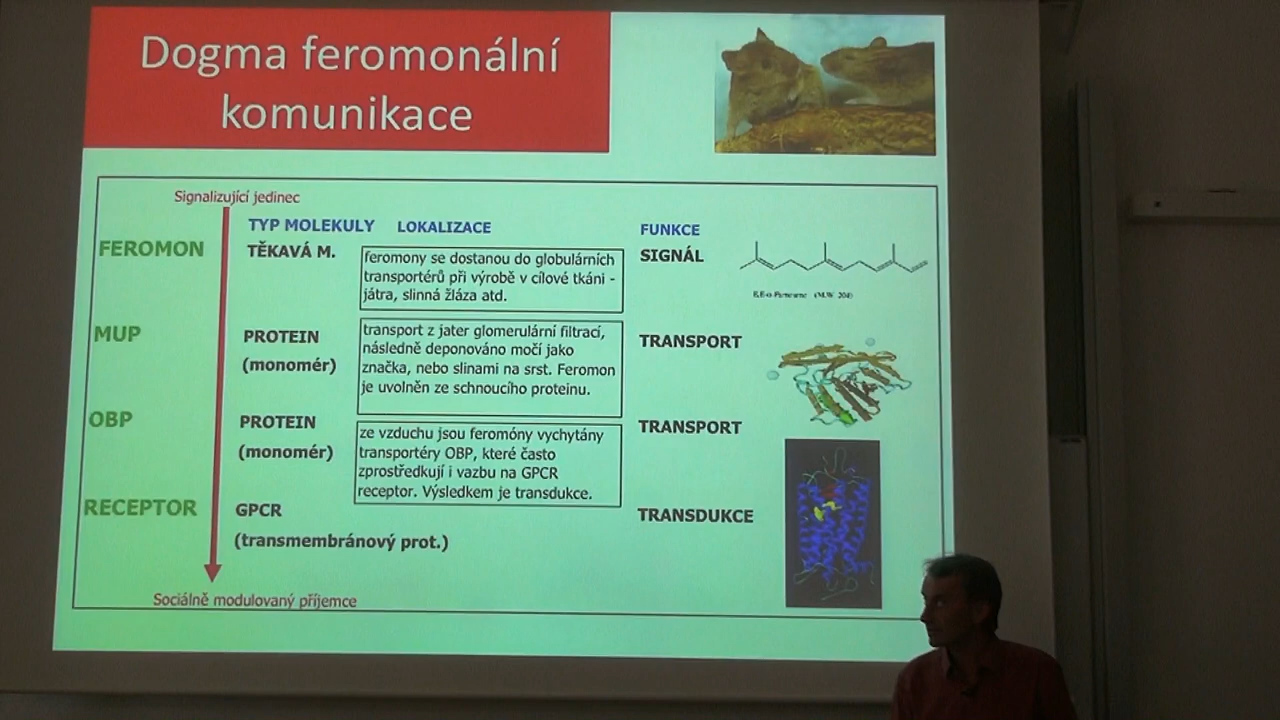 Dogma feromonální
komunikace
Signalizující jedinec
TYP MOLEKULY LOKALIZACE FUNKCE
FEROMON TĚKAVÁ M. SIGNÁL
feromony se dostanou do globulárních
transportérů při výrobě v cílové tkáni -
játra, slinná žláza atd.
(M.W. 204)
MUP PROTEIN TRANSPORT
(monomér)
transport z jater glomerulární filtrací,
následně deponováno močí jako
značka, nebo slinami na srst. Feromon
je uvolněn ze schnoucího proteinu.
OBP PROTEIN TRANSPORT
(monomér)
ze vzduchu jsou feromóny vychytány
transportéry OBP, které často
zprostředkují i vazbu na GPCR
receptor. Výsledkem je transdukce.
RECEPTOR GPCR TRANSDUKCE
(transmembránový prot.)
Sociálně modulovaný příjemce